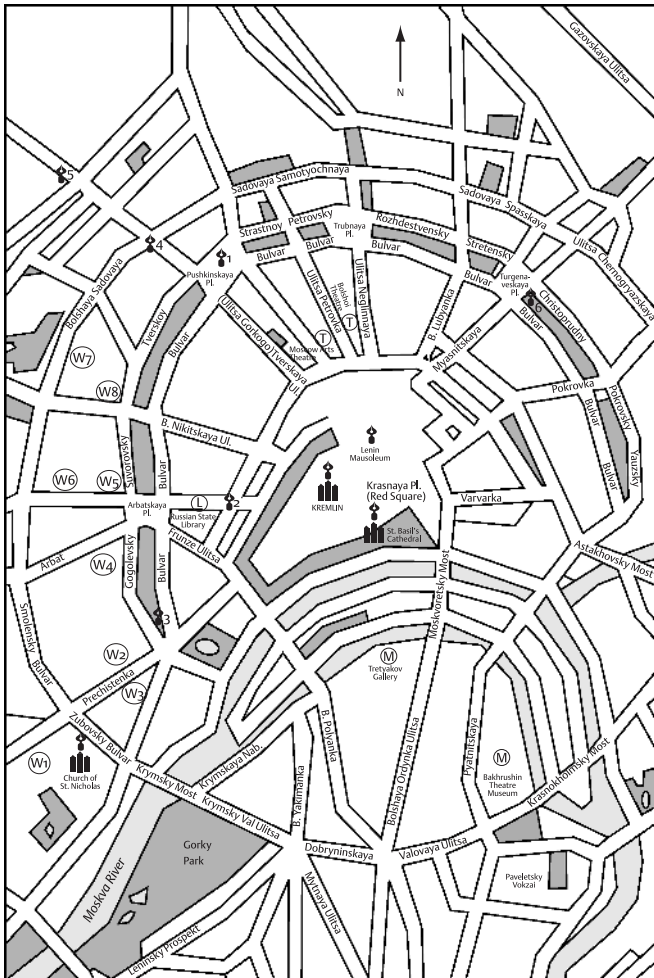 Gazovskaya Ulitsa
N
5
Sadovaya Samotyochnaya
Sadovaya Spasskaya
Ulitsa Chernogryazskaya
4
1
Strastnoy
Bulvar
Petrovsky
Bulvar
Trubnaya
Pl.
Rozhdestvensky
Bulvar
Stretensky
Bulvar
Turgena-
veskaya Pl.
6
Christoprudny
Bulvar
Pushkinskaya
Pl.
Bolshaya Sadovaya
Tverskoy
Bulvar
Ulitsa Gorkogo/Tverskaya
Ul.
Ulitsa Petrovka
Bolshoi
Theatre
T
Ulitsa Neglinnaya
T
Moscow Arts
Theatre
B. Lubyanka
Myasnitskaya
W7
W8
Pokrovka
Pokrovsky
Bulvar
Yauzsky
Bulvar
B. Nikitskaya Ul.
Suvorovsky
Bulvar
Lenin
Mausoleum
W6
W5
KREMLIN
Krasnaya Pl.
(Red Square)
Varvarka
L
2
Arbatskaya
Pl.
Russian State
Library
St. Basil's
Cathedral
Frunze Ulitsa
Arbat
W4
Gogolevsky
Bulvar
Astakhovsky Most
Moskvoretsky Most
3
Smolensky
Bulvar
W2
Prechistenka
W3
M
Tretyakov
Gallery
Zubovsky Bulvar
W1
Church of
St. Nicholas
Krymsky Most
Krymskaya Nab.
Krymsky Val Ulitsa
B. Yakimanka
B. Polyanka
Bolshaya Ordynka Ulitsa
Pyatnitskaya
M
Bakhrushin
Theatre
Museum
Krasnokholmsky Most
Gorky
Park
Dobryninskaya
Valovaya Ulitsa
Moskva River
Mytnaya Ulitsa
Paveletsky
Vokzai
Leninsky Prospekt